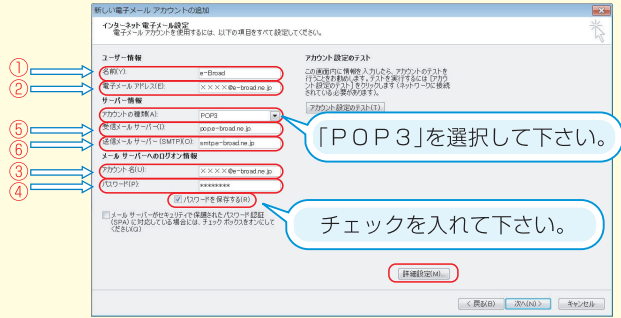 新しい電子メール アカウントの追加
インターネット電子メール設定
電子メール アカウントを使用するには、以下の項目をすべて設定してください。
ユーザー情報
① 名前(Y): e-Broad
② 電子メール アドレス(E): ××××@e-broad.ne.jp
サーバー情報
アカウントの種類(A): POP3
⑤ 受信メール サーバー(I): pop.e-broad.ne.jp
⑥ 送信メール サーバー (SMTP)(O): smtp.e-broad.ne.jp
メール サーバーへのログオン情報
③ アカウント名(U): ××××@e-broad.ne.jp
④ パスワード(P): ********
パスワードを保存する(R)
メール サーバーがセキュリティで保護されたパスワード認証
(SPA) に対応している場合には、チェック ボックスをオンにして
ください(Q)
アカウント設定のテスト
この画面内に情報を入力したら、アカウントのテストを
行うことをお勧めします。テストを実行するには [アカウ
ント設定のテスト] をクリックします (ネットワークに接続
されている必要があります)。
アカウント設定のテスト(T)
「POP3」を選択して下さい。
チェックを入れて下さい。
詳細設定(M)...
< 戻る(B)
次へ(N) >
キャンセル